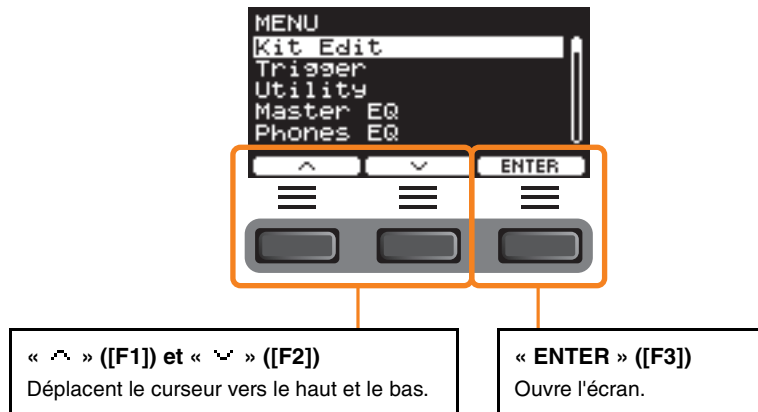 MENU
Kit Edit
Trigger
Utility
Master EQ
Phones EQ
ENTER
« ︿ » ([F1]) et « ﹀ » ([F2])
Déplacent le curseur vers le haut et le bas.
« ENTER » ([F3])
Ouvre l'écran.